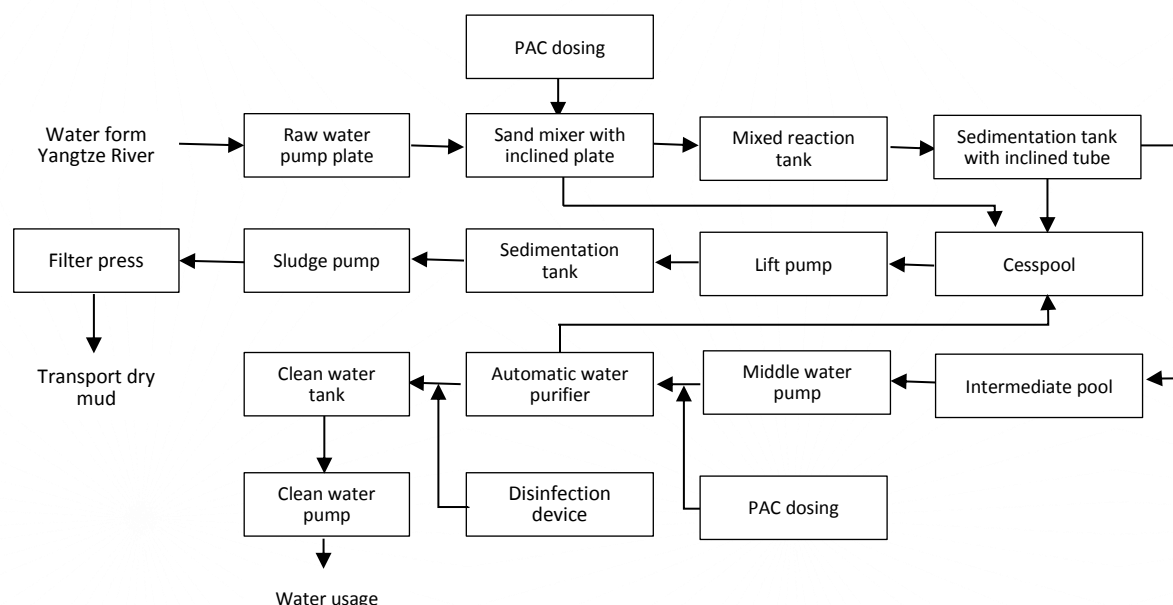 PAC dosing
Water form
Yangtze River
Raw water
pump plate
Sand mixer with
inclined plate
Mixed reaction
tank
Sedimentation tank
with inclined tube
Filter press
Sludge pump
Sedimentation
tank
Lift pump
Cesspool
Transport dry
mud
Clean water
tank
Automatic water
purifier
Middle water
pump
Intermediate pool
Clean water
pump
Disinfection
device
PAC dosing
Water usage